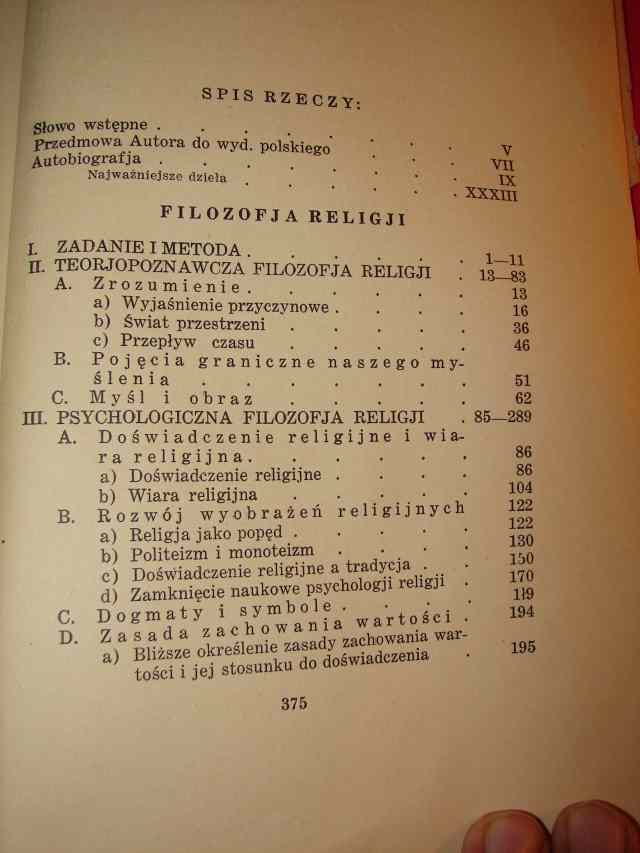 SPIS RZECZY:
Słowo wstępne . . . . . . . . V
Przedmowa Autora do wyd. polskiego . . . VII
Autobiografja . . . . . . . . IX
Najważniejsze dzieła . . . . . . XXXIII
FILOZOFJA RELIGJI
I. ZADANIE I METODA . . . . . . 1—11
II. TEORJOPOZNAWCZA FILOZOFJA RELIGJI . 13—83
A. Zrozumienie . . . . . . 13
a) Wyjaśnienie przyczynowe . . . . 16
b) Świat przestrzeni . . . . . 36
c) Przepływ czasu . . . . . 46
B. Pojęcia graniczne naszego my-
ślenia . . . . . . . 51
C. Myśl i obraz . . . . . 62
III. PSYCHOLOGICZNA FILOZOFJA RELIGJI . 85—289
A. Doświadczenie religijne i wia-
ra religijna . . . . . . 86
a) Doświadczenie religijne . . . . 86
b) Wiara religijna . . . . . 104
B. Rozwój wyobrażeń religijnych 122
a) Religja jako popęd . . . . . 122
b) Politeizm i monoteizm . . . . 130
c) Doświadczenie religijne a tradycja . . 150
d) Zamknięcie naukowe psychologji religji . 170
C. Dogmaty i symbole . . . . 119
D. Zasada zachowania wartości . 194
a) Bliższe określenie zasady zachowania war-
tości i jej stosunku do doświadczenia . 195
375